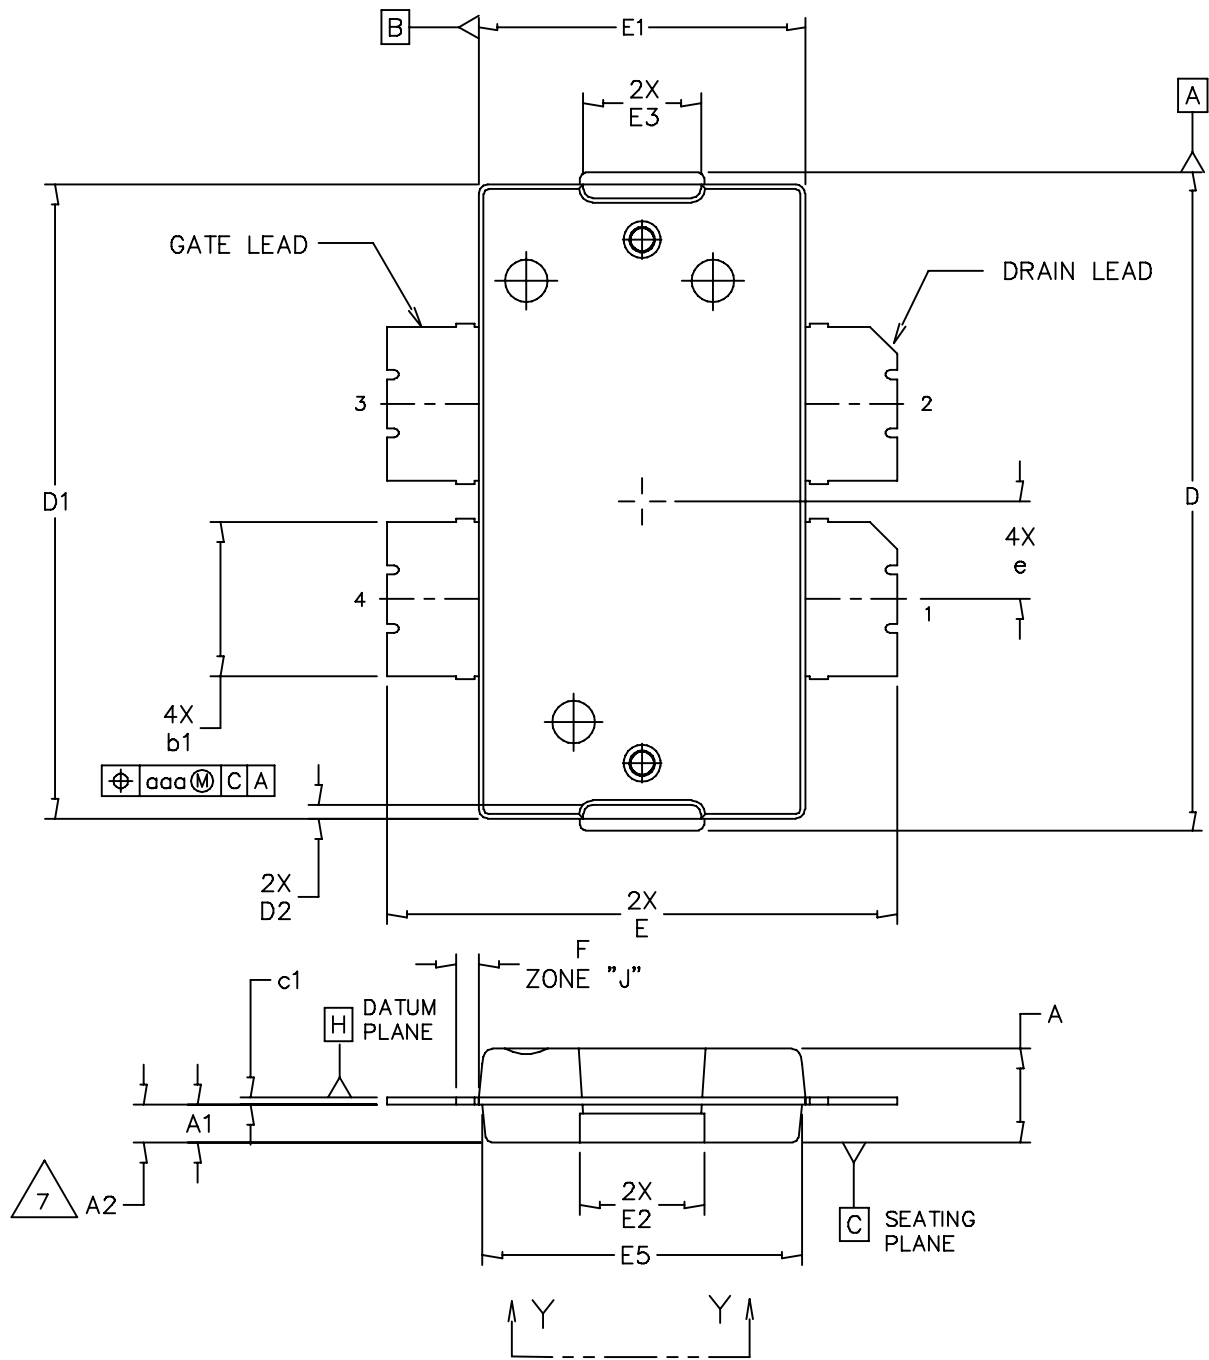 B
E1
2X
E3
A
GATE LEAD
DRAIN LEAD
3
2
D1
D
4X
e
4
1
4X
b1
⌖ aaa Ⓜ C A
2X
D2
2X
E
F
ZONE "J"
c1
H
DATUM
PLANE
A
A1
7
A2
2X
E2
C
SEATING
PLANE
E5
Y
Y